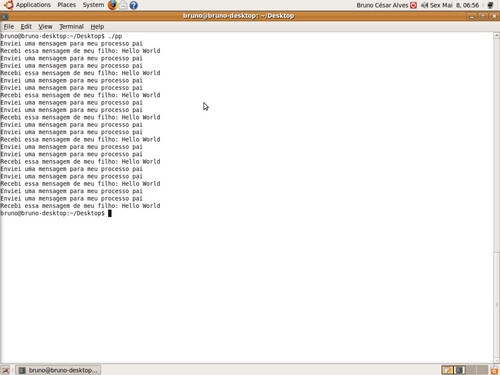 Applications Places System Bruno César Alves Sex Mai 8, 06:56
bruno@bruno-desktop: ~/Desktop
File Edit View Terminal Help
bruno@bruno-desktop:~/Desktop$ ./pp
Enviei uma mensagem para meu processo pai
Recebi essa mensagem de meu filho: Hello World
Enviei uma mensagem para meu processo pai
Recebi essa mensagem de meu filho: Hello World
Enviei uma mensagem para meu processo pai
Enviei uma mensagem para meu processo pai
Enviei uma mensagem para meu processo pai
Recebi essa mensagem de meu filho: Hello World
Enviei uma mensagem para meu processo pai
Enviei uma mensagem para meu processo pai
Recebi essa mensagem de meu filho: Hello World
Enviei uma mensagem para meu processo pai
Enviei uma mensagem para meu processo pai
Recebi essa mensagem de meu filho: Hello World
Enviei uma mensagem para meu processo pai
Enviei uma mensagem para meu processo pai
Recebi essa mensagem de meu filho: Hello World
Enviei uma mensagem para meu processo pai
Enviei uma mensagem para meu processo pai
Recebi essa mensagem de meu filho: Hello World
Enviei uma mensagem para meu processo pai
Enviei uma mensagem para meu processo pai
Recebi essa mensagem de meu filho: Hello World
bruno@bruno-desktop:~/Desktop$
bruno@bruno-desktop...